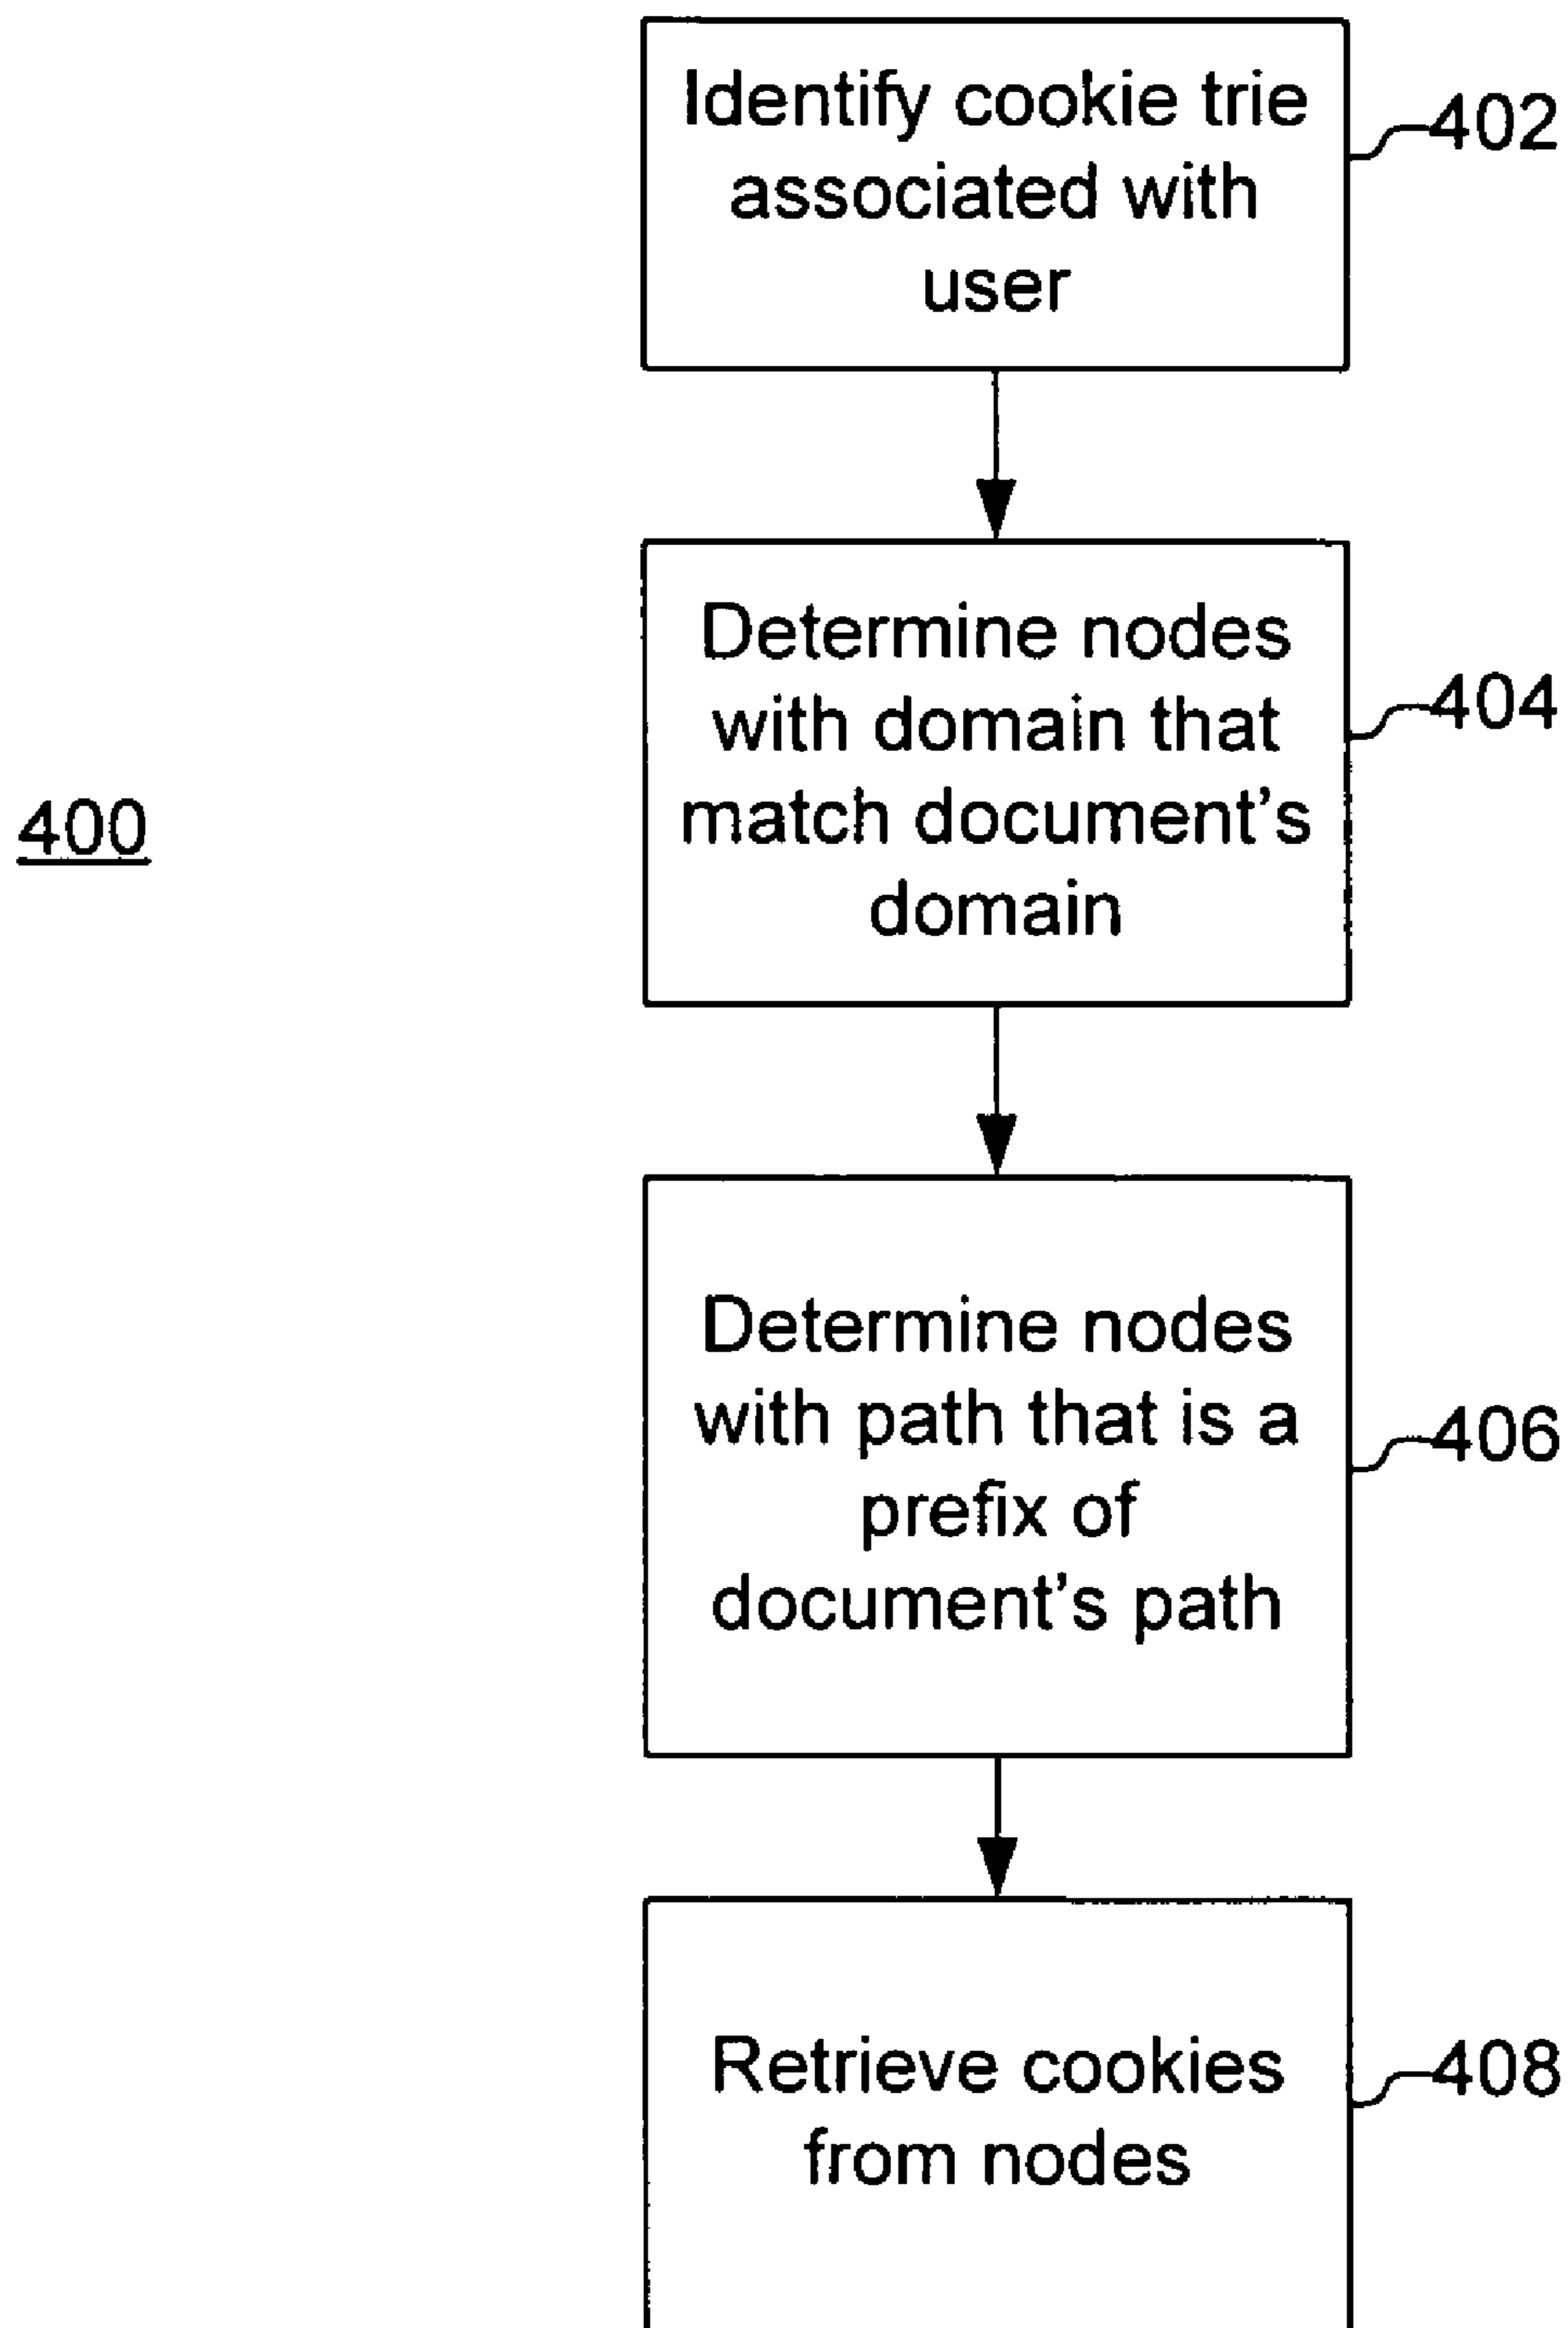 Identify cookie trie
associated with
user
402
Determine nodes
with domain that
match document's
domain
404
400
Determine nodes
with path that is a
prefix of
document's path
406
Retrieve cookies
from nodes
408